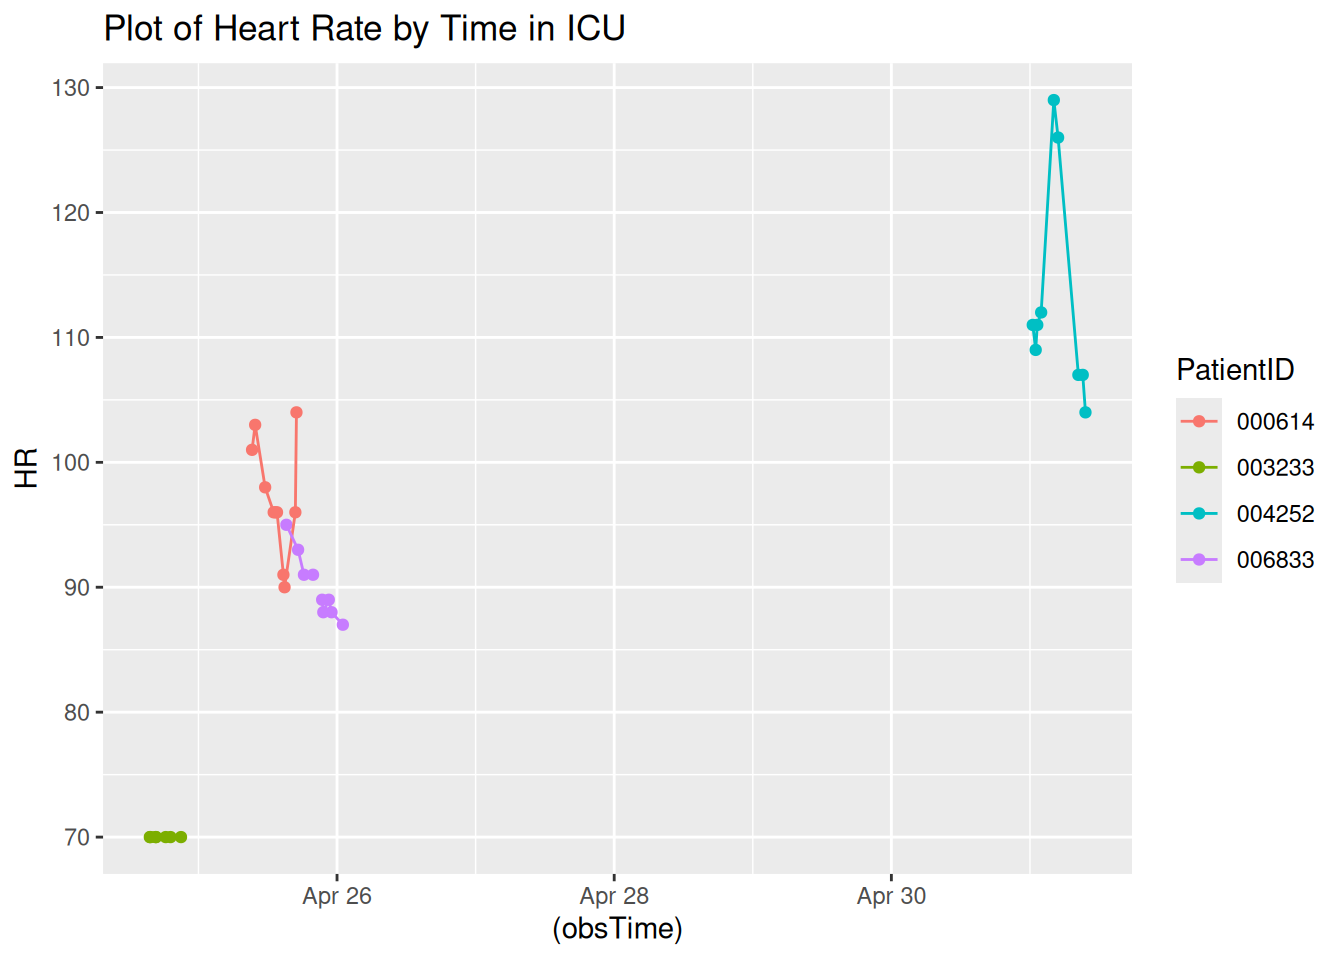 Plot of Heart Rate by Time in ICU
130
120
110
100
90
80
70
HR
Apr 26
Apr 28
Apr 30
(obsTime)
PatientID
000614
003233
004252
006833